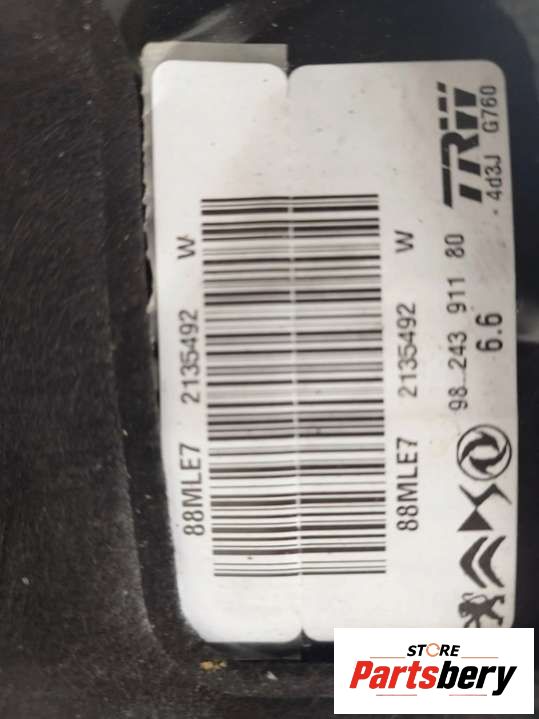 88MLE7 2135492 W
88MLE7 2135492 W
98 243 911 80
6.6
TRW
- 4d3J G760
STORE
Partsbery